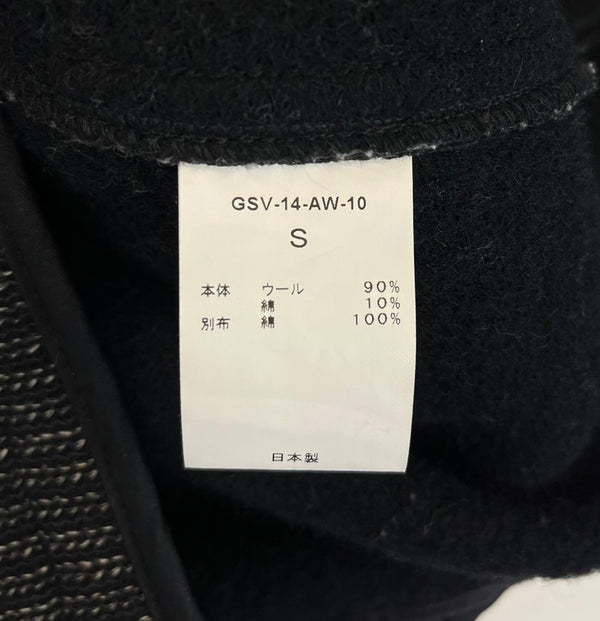 GSV-14-AW-10
S
本体 ウール 90%
綿 10%
別布 綿 100%
日本製